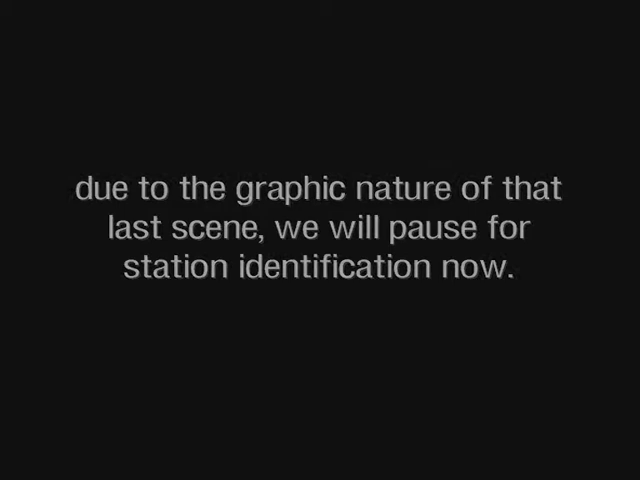 due to the graphic nature of that
last scene, we will pause for
station identification now.